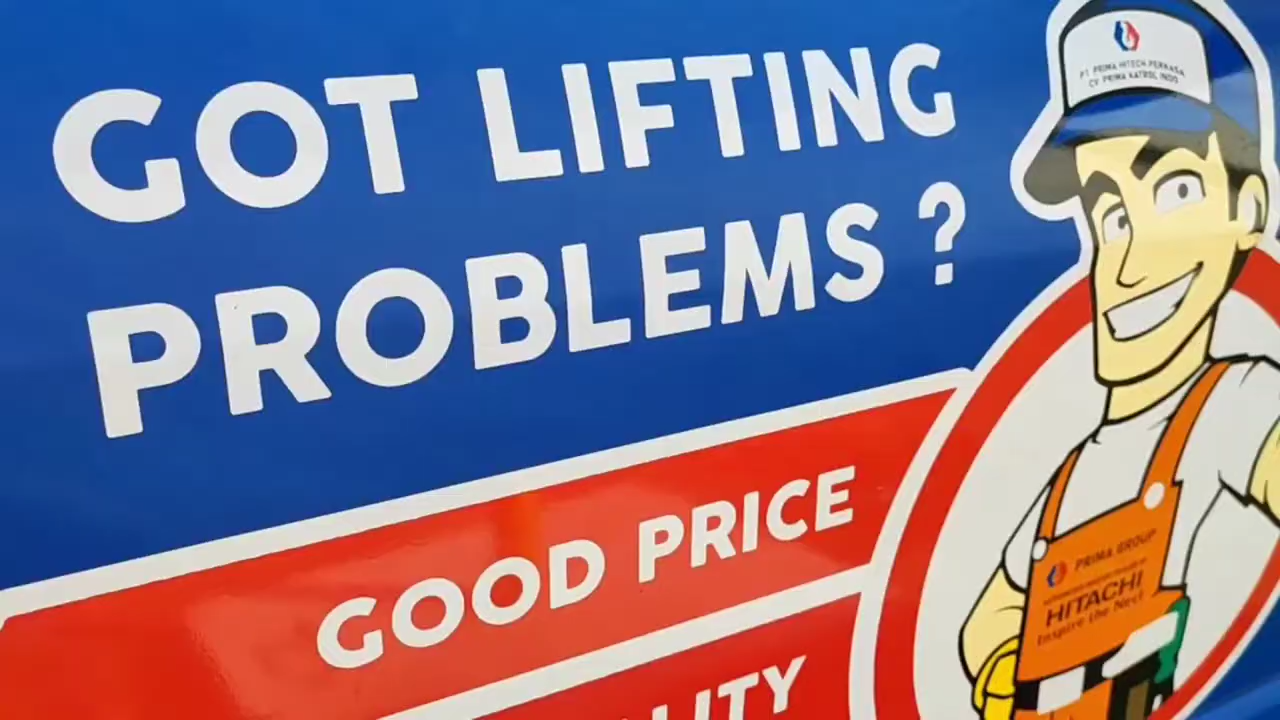 GOT LIFTING
PROBLEMS ?
GOOD PRICE
PT. PRIMA HITECH PERKASA
CV. PRIMA KATROL INDO
PRIMA GROUP
HITACHI
Inspire the Next